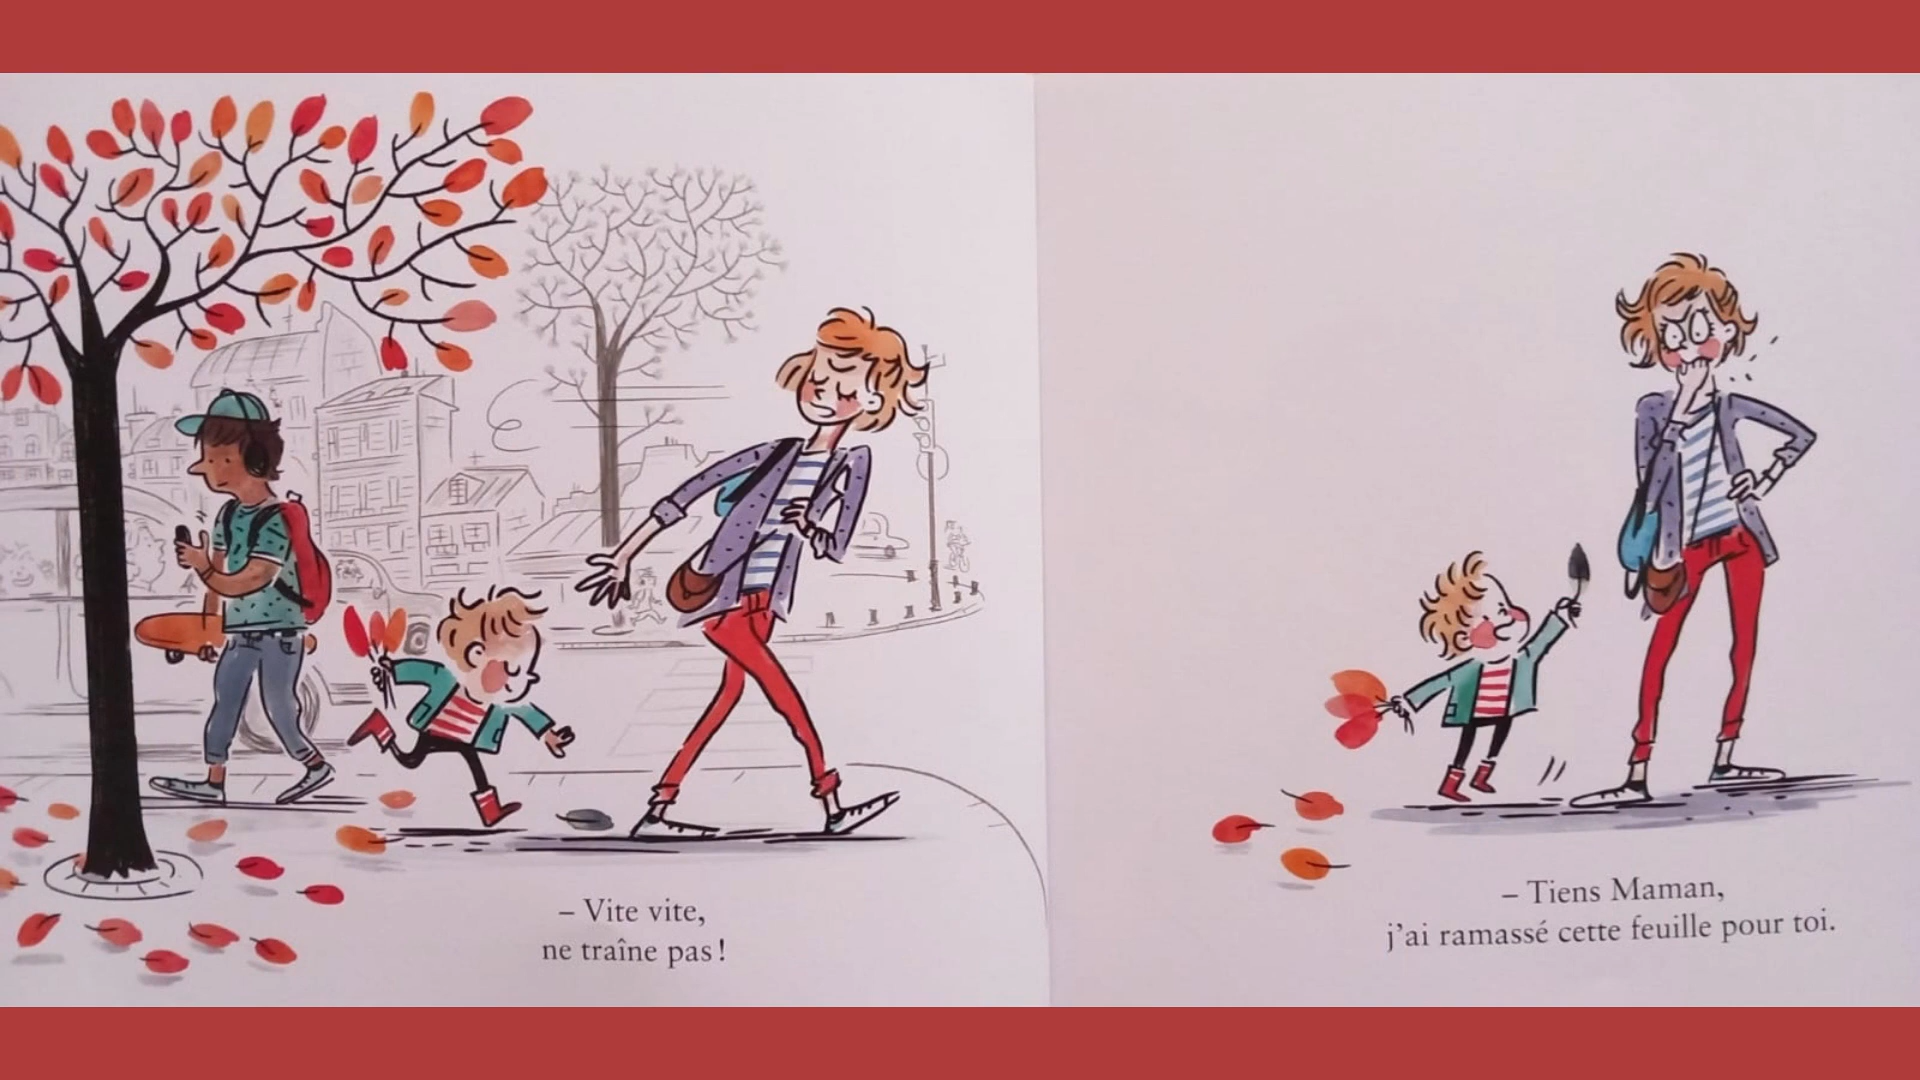 – Vite vite,
ne traîne pas !
– Tiens Maman,
j'ai ramassé cette feuille pour toi.